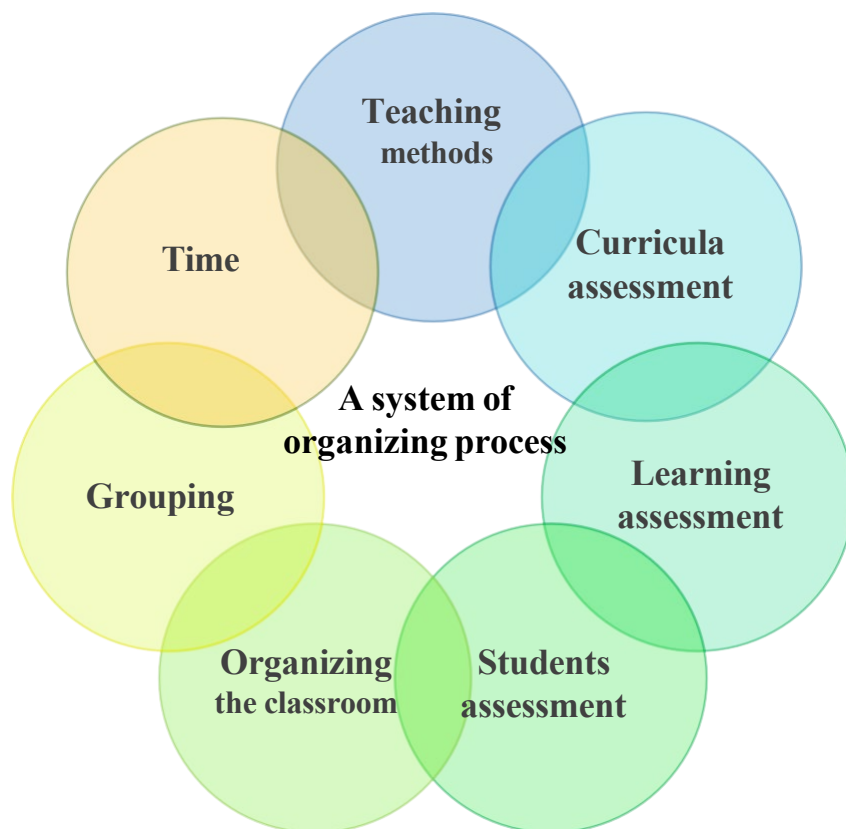 Teaching
methods
Curricula
assessment
Time
A system of
organizing process
Learning
assessment
Grouping
Organizing
the classroom
Students
assessment